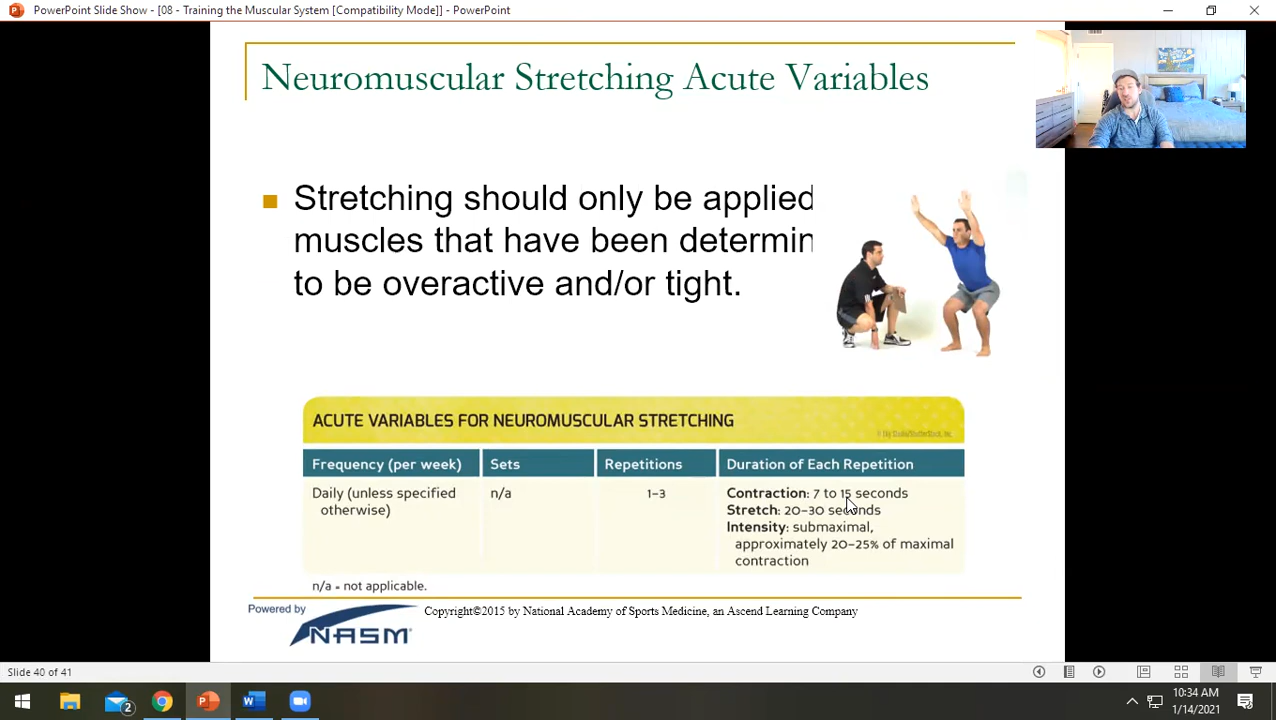 PowerPoint Slide Show - [08 - Training the Muscular System [Compatibility Mode]] - PowerPoint
Neuromuscular Stretching Acute Variables
Stretching should only be applied
muscles that have been determin
to be overactive and/or tight.
ACUTE VARIABLES FOR NEUROMUSCULAR STRETCHING
Frequency (per week) Sets Repetitions Duration of Each Repetition
Daily (unless specified n/a 1–3 Contraction: 7 to 15 seconds
otherwise) Stretch: 20–30 seconds
Intensity: submaximal,
approximately 20–25% of maximal
contraction
n/a = not applicable.
Powered by
NASM
Copyright©2015 by National Academy of Sports Medicine, an Ascend Learning Company
Slide 40 of 41
2
10:34 AM
1/14/2021